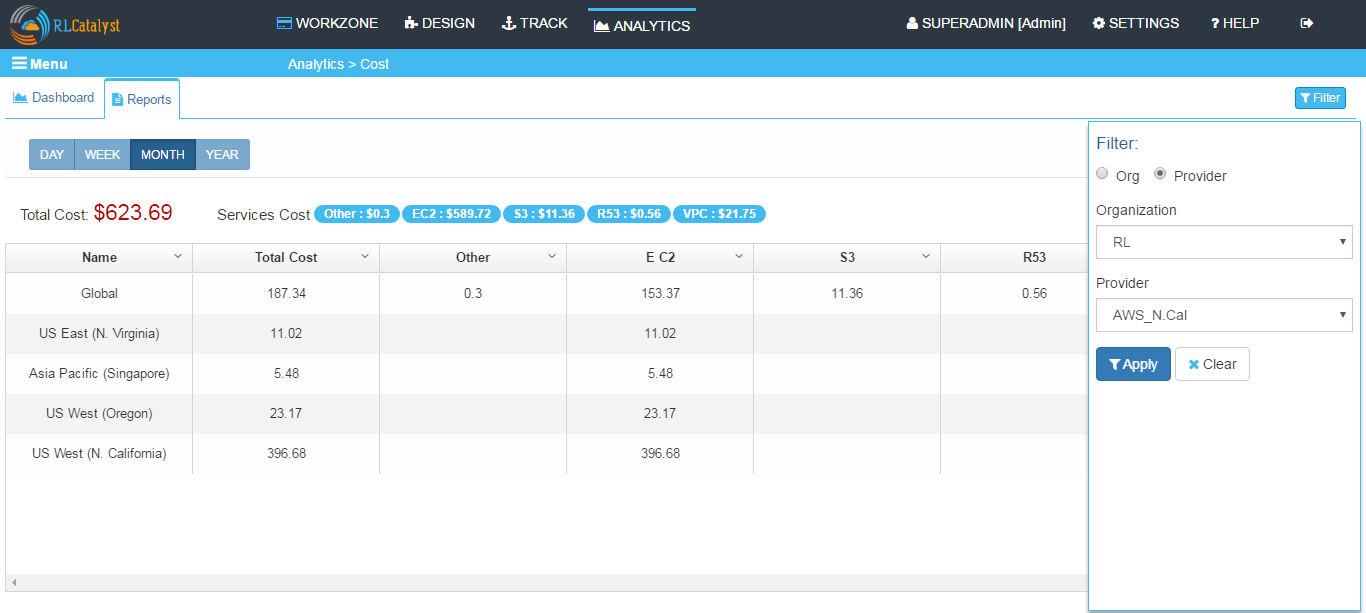 RLCatalyst WORKZONE DESIGN TRACK ANALYTICS SUPERADMIN [Admin] SETTINGS ? HELP
Menu Analytics > Cost
Dashboard Reports Filter
DAY WEEK MONTH YEAR
Total Cost: $623.69 Services Cost Other : $0.3 EC2 : $589.72 S3 : $11.36 R53 : $0.56 VPC : $21.75
Name Total Cost Other E C2 S3 R53
Global 187.34 0.3 153.37 11.36 0.56
US East (N. Virginia) 11.02 11.02
Asia Pacific (Singapore) 5.48 5.48
US West (Oregon) 23.17 23.17
US West (N. California) 396.68 396.68
Filter:
Org Provider
Organization
RL
Provider
AWS_N.Cal
Apply Clear